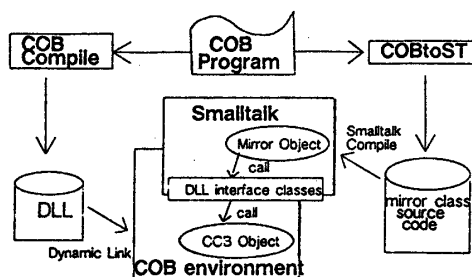 COB
Compile
COB
Program
COBtoST
Smalltalk
Mirror Object
Smalltalk
Compile
call
DLL interface classes
call
DLL
Dynamic Link
CC3 Object
mirror class
source
code
COB environment